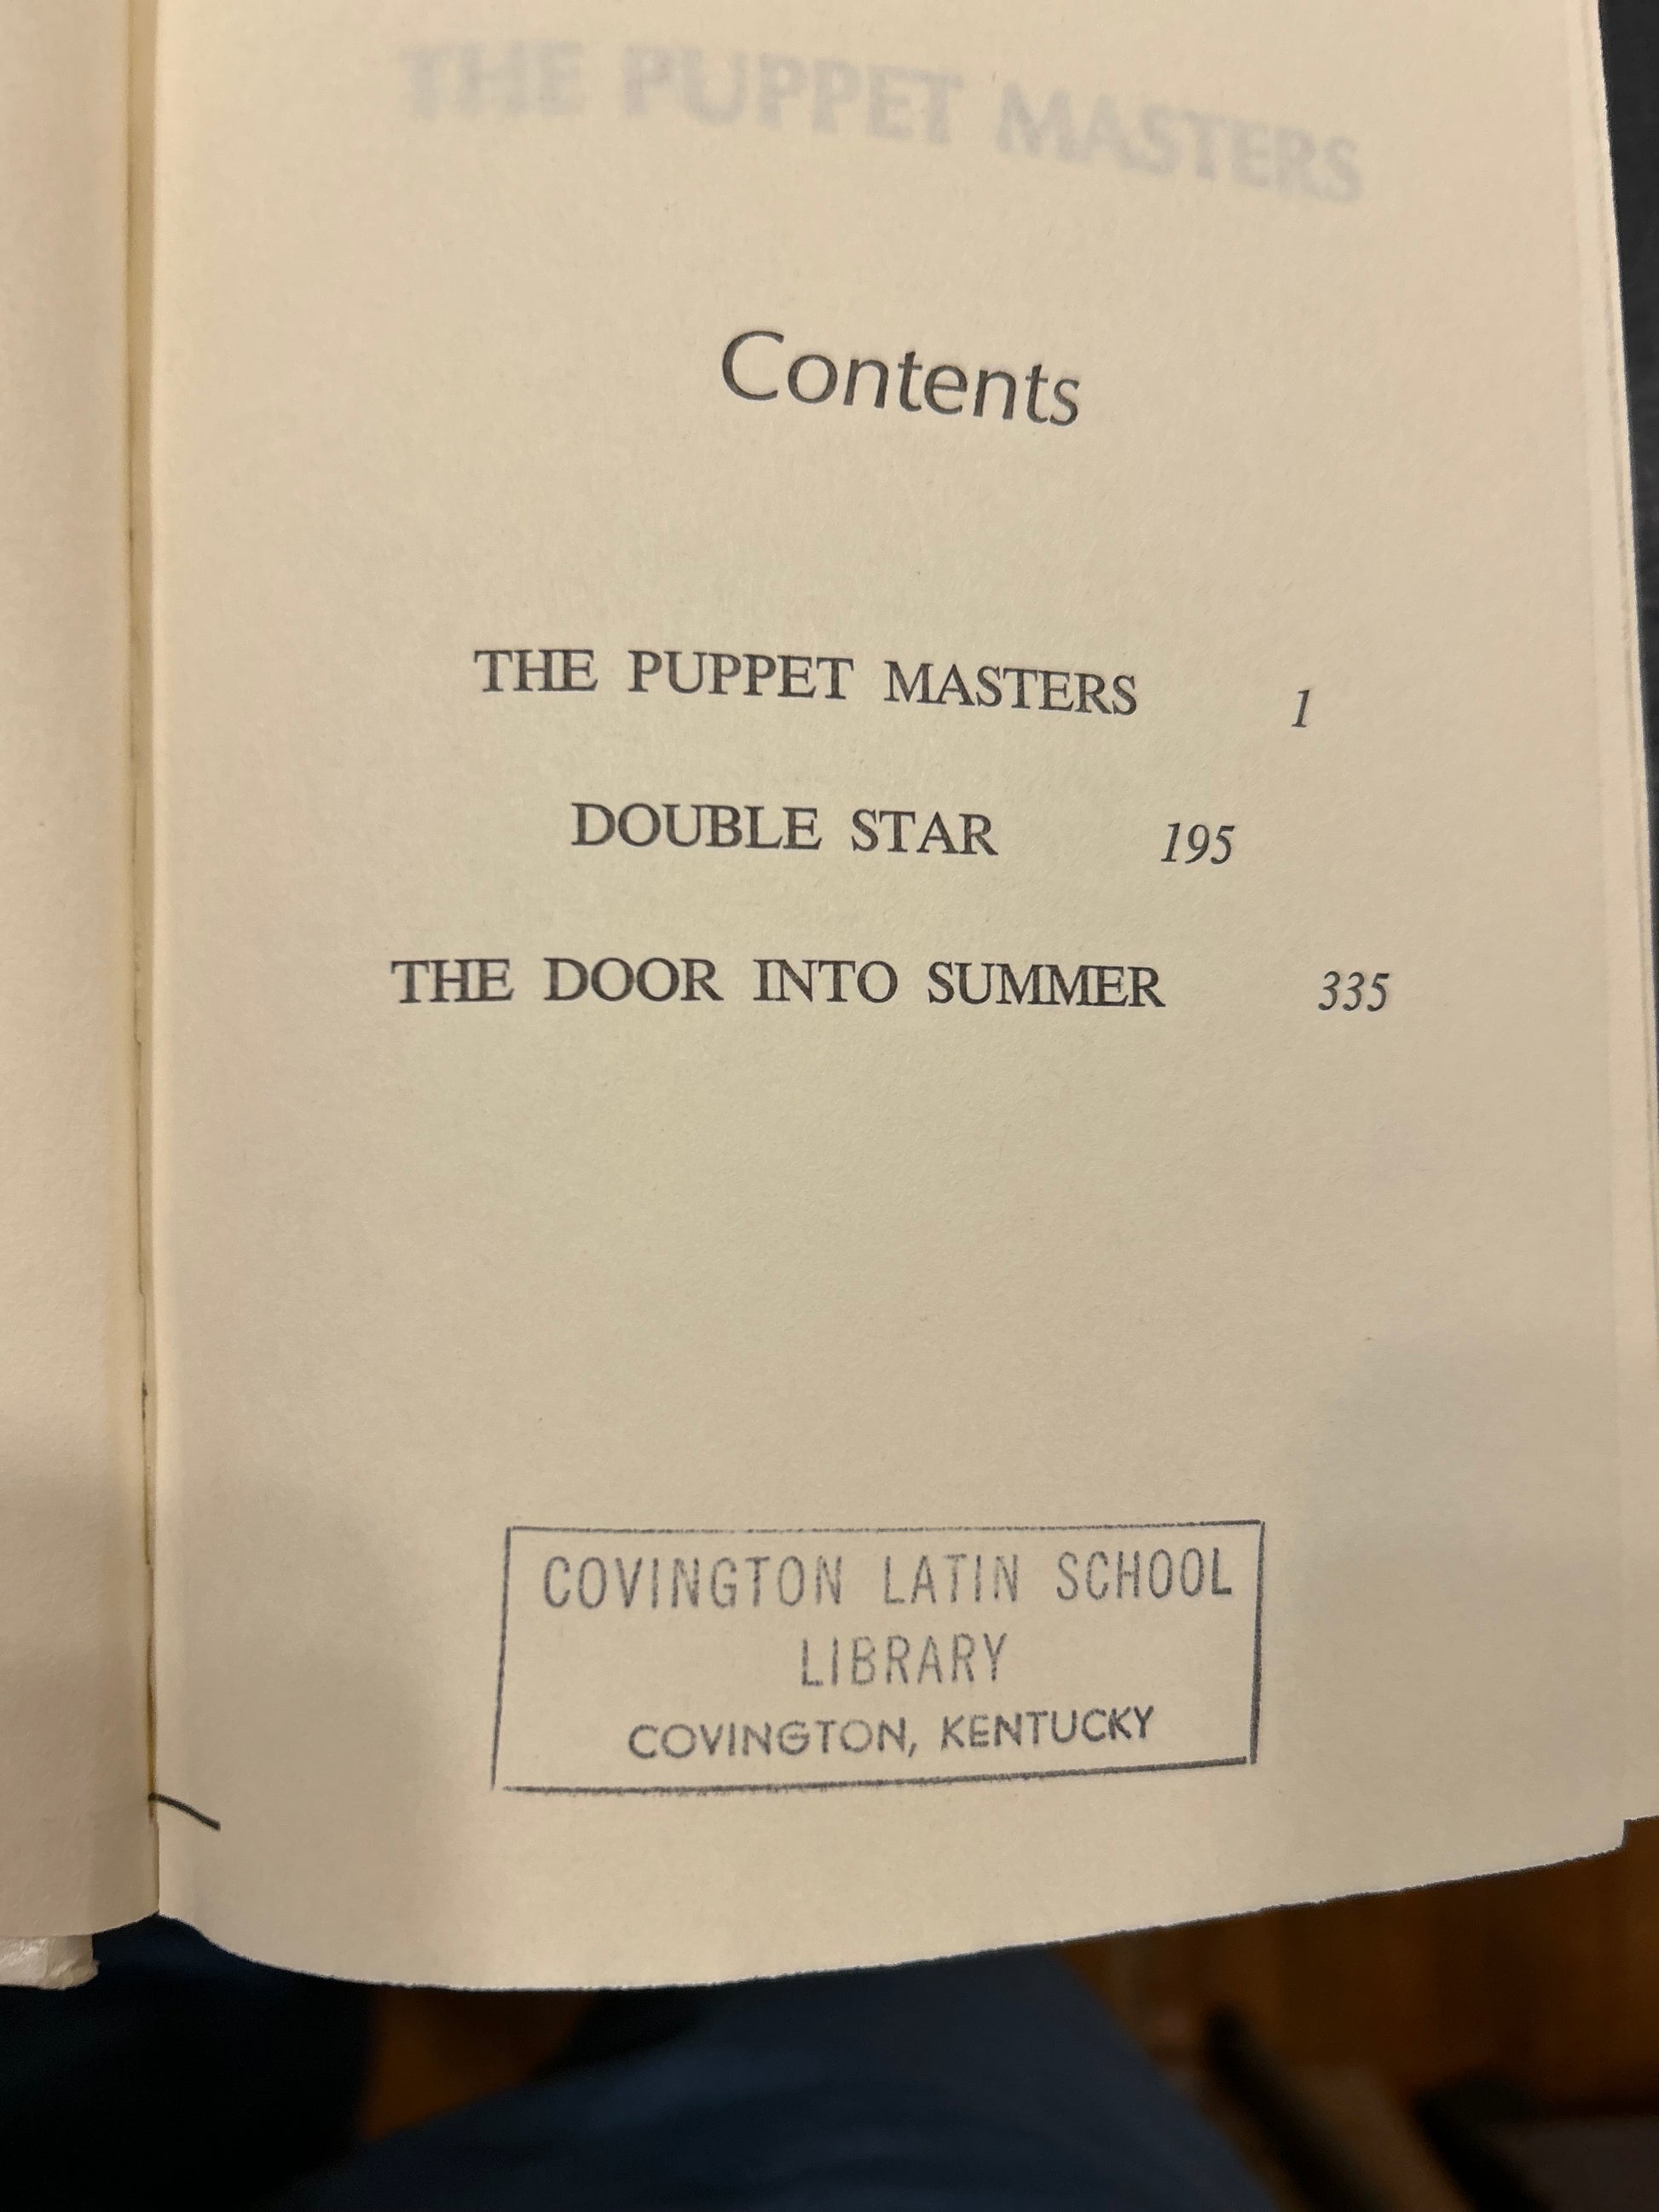 THE PUPPET MASTERS
Contents
THE PUPPET MASTERS 1
DOUBLE STAR 195
THE DOOR INTO SUMMER 335
COVINGTON LATIN SCHOOL
LIBRARY
COVINGTON, KENTUCKY